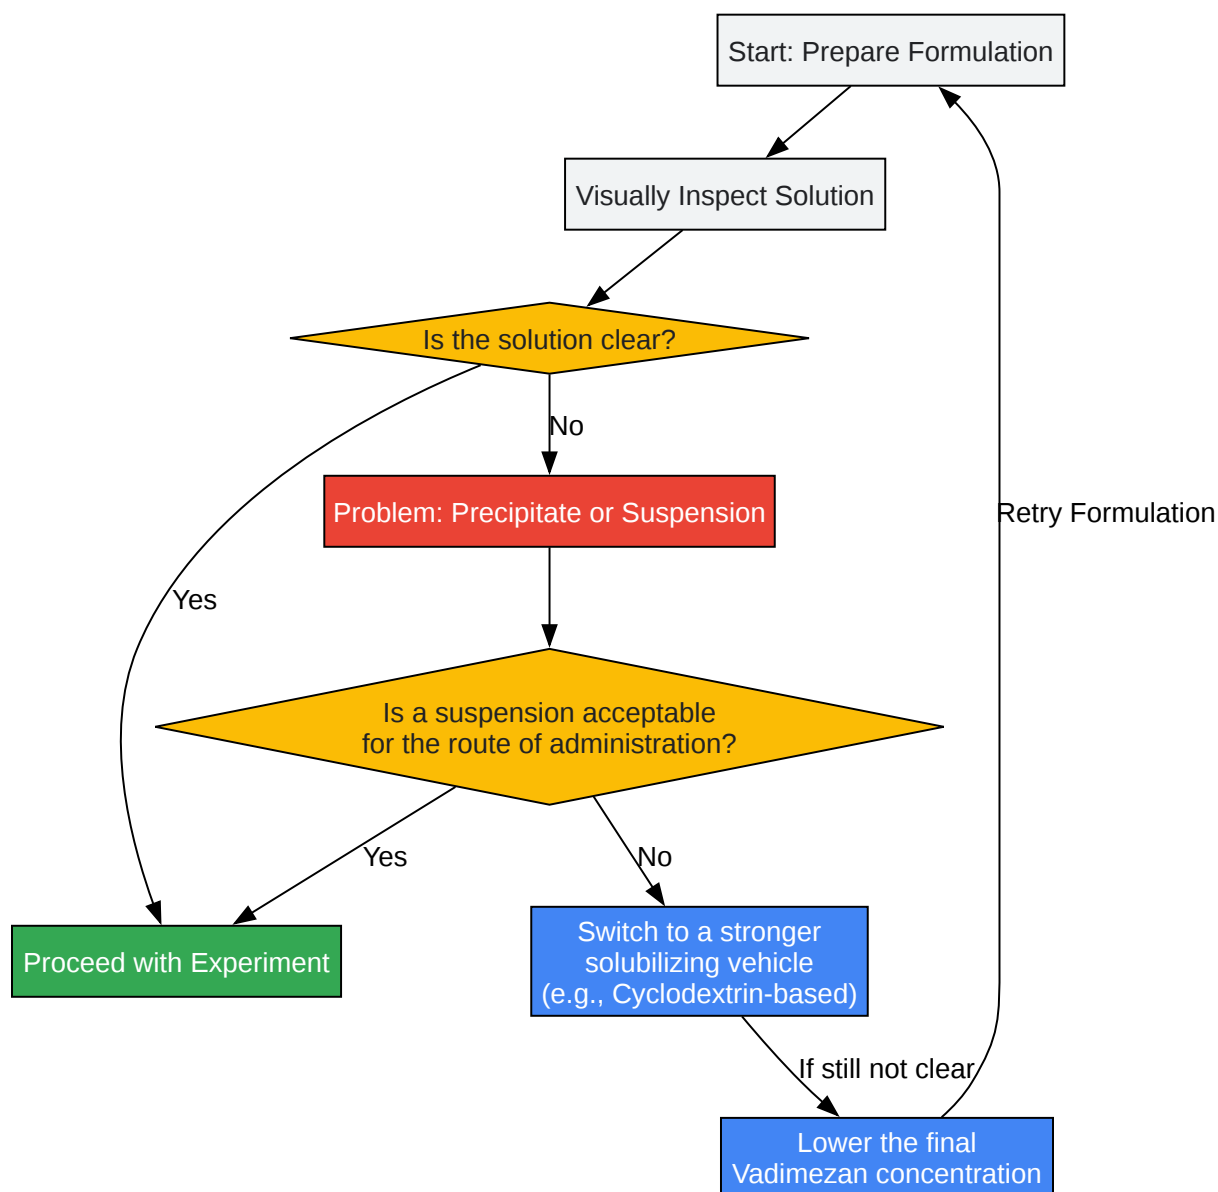 Start: Prepare Formulation
Visually Inspect Solution
Is the solution clear?
No
Problem: Precipitate or Suspension
Retry Formulation
Yes
Is a suspension acceptable
for the route of administration?
Yes
No
Switch to a stronger
solubilizing vehicle
(e.g., Cyclodextrin-based)
Proceed with Experiment
If still not clear
Lower the final
Vadimezan concentration